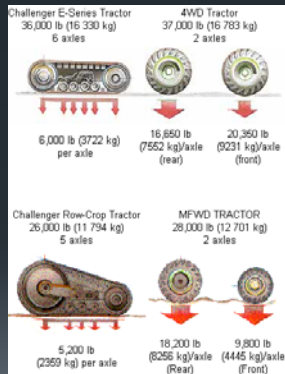 Challenger E-Series Tractor
36,000 lb (16 330 kg)
6 axles
4WD Tractor
37,000 lb (16 783 kg)
2 axles
6,000 lb (3722 kg)
per axle
16,650 lb
(7552 kg)/axle
(rear)
20,350 lb
(9231 kg)/axle
(front)
Challenger Row-Crop Tractor
26,000 lb (11 794 kg)
5 axles
MFWD TRACTOR
28,000 lb (12 701 kg)
2 axles
5,200 lb
(2359 kg) per axle
18,200 lb
(8256 kg)/axle
(Rear)
9,800 lb
(4445 kg)/axle
(Front)